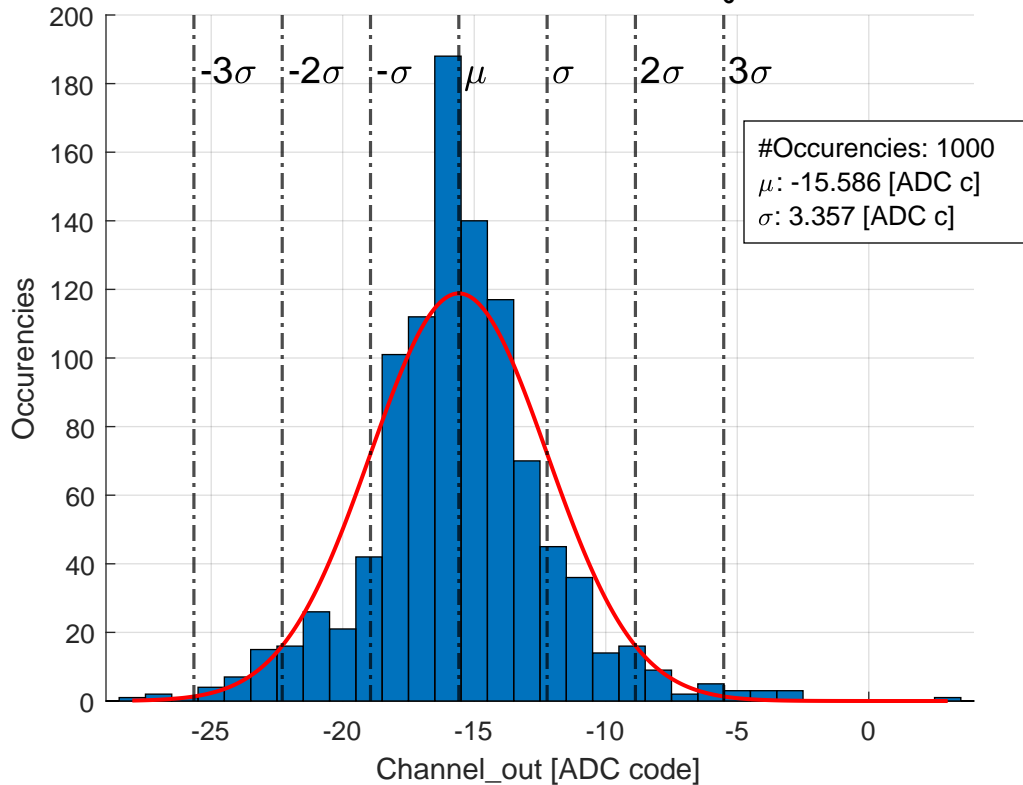 200
180
160
140
120
100
80
60
40
20
0
Occurencies
-3σ -2σ -σ μ σ 2σ 3σ
#Occurencies: 1000
μ: -15.586 [ADC c]
σ: 3.357 [ADC c]
-25 -20 -15 -10 -5 0
Channel_out [ADC code]